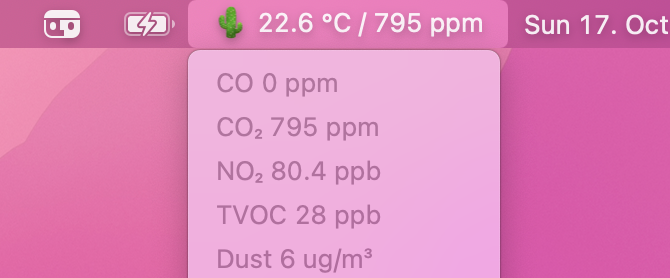 22.6 °C / 795 ppm Sun 17. Oct
CO 0 ppm
CO₂ 795 ppm
NO₂ 80.4 ppb
TVOC 28 ppb
Dust 6 ug/m³